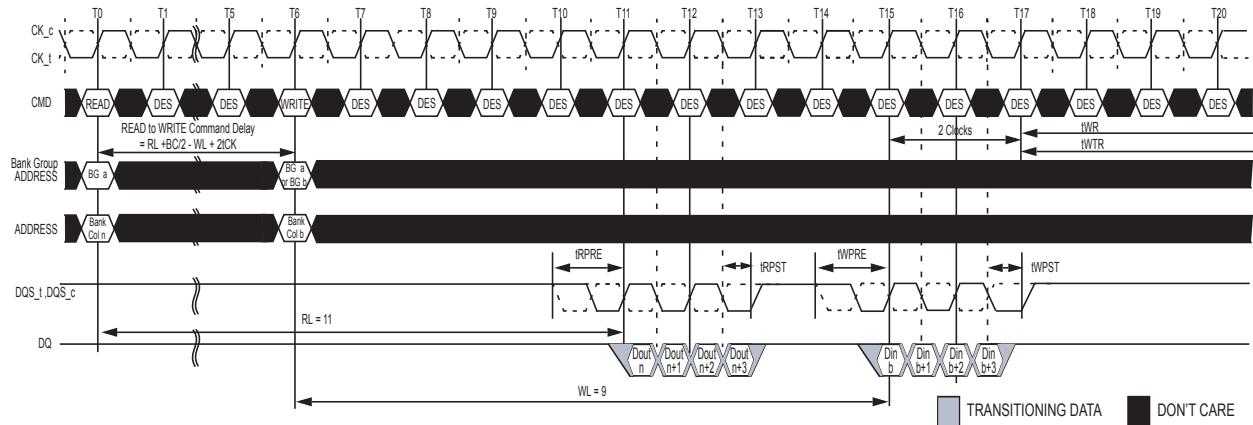 T0 T1 T5 T6 T7 T8 T9 T10 T11 T12 T13 T14 T15 T16 T17 T18 T19 T20
CK_c
CK_t
CMD READ DES DES WRITE DES DES DES DES DES DES DES DES DES DES DES DES DES DES
READ to WRITE Command Delay
= RL +BC/2 - WL + 2tCK
2 Clocks
tWR
tWTR
Bank Group
ADDRESS
BG a
BG a
or BG b
ADDRESS
Bank
Col n
Bank
Col b
tRPRE tRPST tWPRE tWPST
DQS_t ,DQS_c
RL = 11
DQ
Dout
n
Dout
n+1
Dout
n+2
Dout
n+3
Din
b
Din
b+1
Din
b+2
Din
b+3
WL = 9
TRANSITIONING DATA DON'T CARE